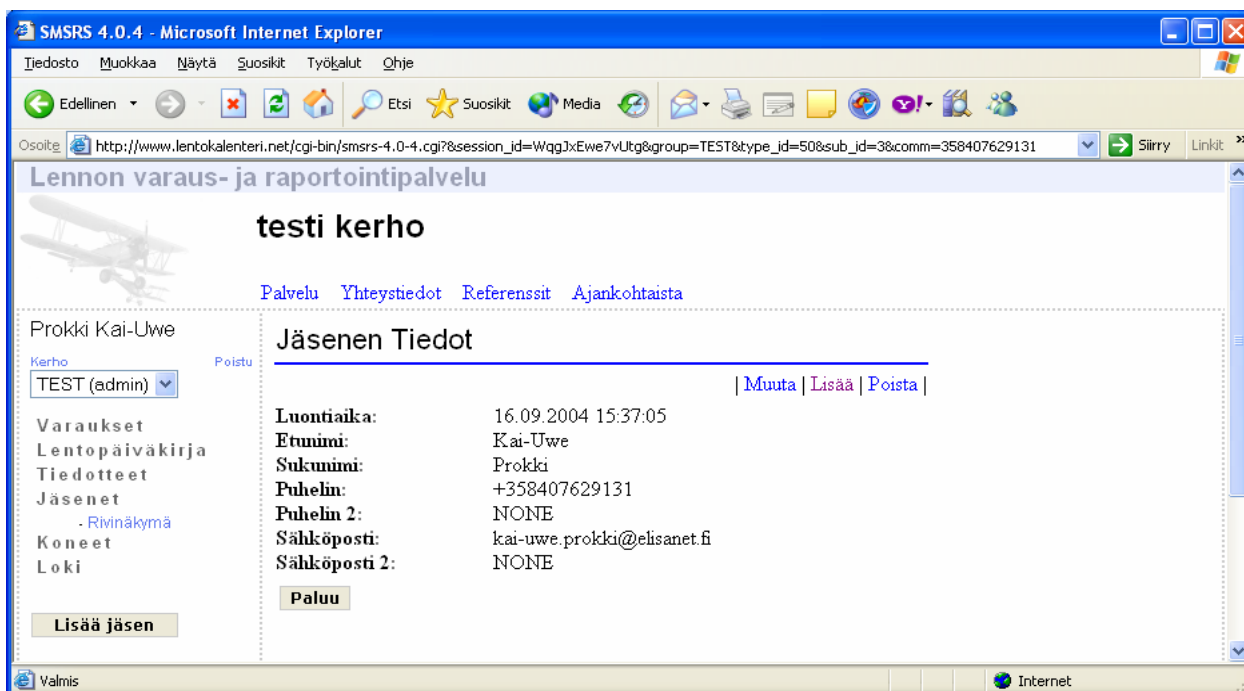 SMSRS 4.0.4 - Microsoft Internet Explorer
Tiedosto Muokkaa Näytä Suosikit Työkalut Ohje
Edellinen Etsi Suosikit Media
Osoite http://www.lentokalenteri.net/cgi-bin/smsrs-4.0-4.cgi?&session_id=WqgJxEwe7vUtg&group=TEST&type_id=50&sub_id=3&comm=358407629131 Siirry Linkit »
Lennon varaus- ja raportointipalvelu
testi kerho
Palvelu Yhteystiedot Referenssit Ajankohtaista
Prokki Kai-Uwe
Kerho Poistu
TEST (admin)
Varaukset
Lentopäiväkirja
Tiedotteet
Jäsenet
- Rivinäkymä
Koneet
Loki
Lisää jäsen
Jäsenen Tiedot
| Muuta | Lisää | Poista |
Luontiaika: 16.09.2004 15:37:05
Etunimi: Kai-Uwe
Sukunimi: Prokki
Puhelin: +358407629131
Puhelin 2: NONE
Sähköposti: kai-uwe.prokki@elisanet.fi
Sähköposti 2: NONE
Paluu
Valmis Internet